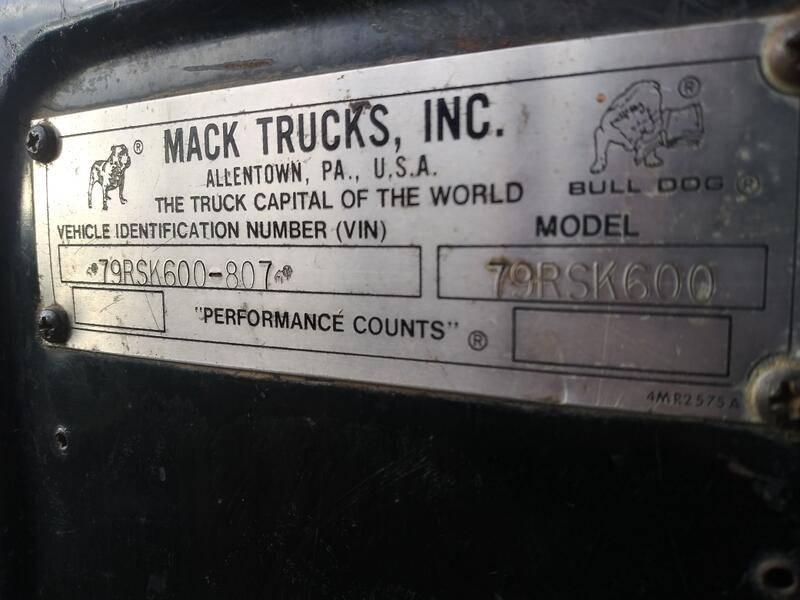 MACK TRUCKS, INC.
ALLENTOWN, PA., U.S.A.
THE TRUCK CAPITAL OF THE WORLD
BULL DOG ®
VEHICLE IDENTIFICATION NUMBER (VIN)
MODEL
79RSK600-807
79RSK600
"PERFORMANCE COUNTS" ®
4MR2575A